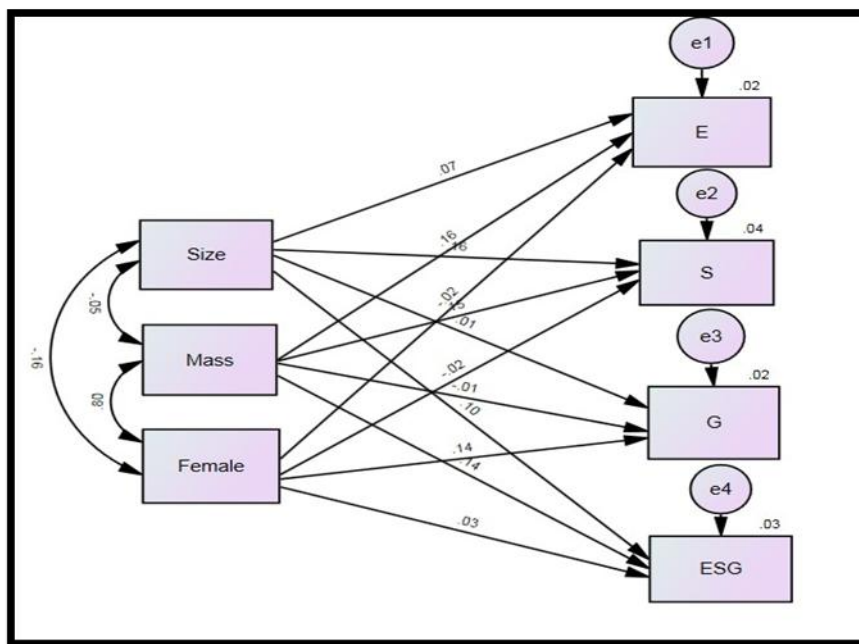 e1
.02
E
.07
e2
.04
Size
.16
.16
S
-.05
-.02
.12
.01
e3
-.16
Mass
-.02
-.01
.02
.08
.10
G
Female
.14
.14
e4
.03
.03
ESG